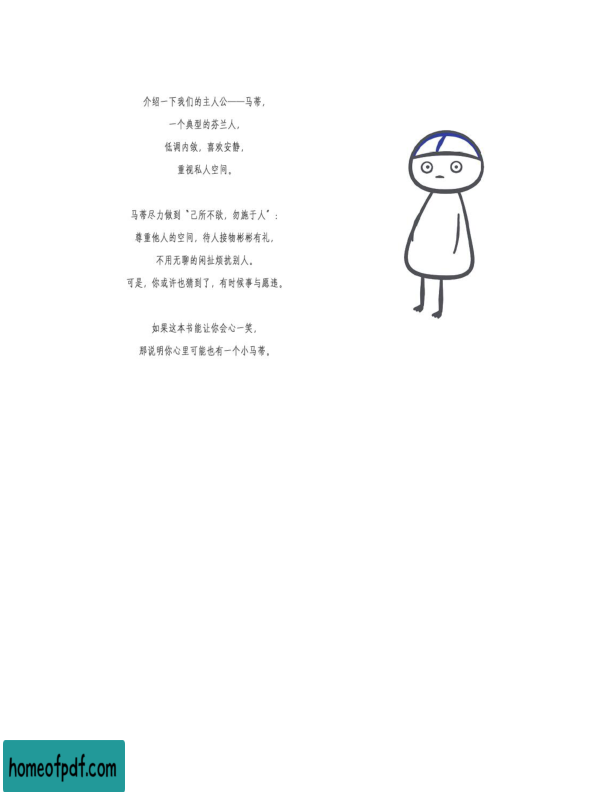 介绍一下我们的主人公——马蒂，
一个典型的芬兰人，
低调内敛，喜欢安静，
重视私人空间。
马蒂尽力做到“己所不欲，勿施于人”：
尊重他人的空间，待人接物彬彬有礼，
不用无聊的闲扯烦扰别人。
可是，你或许也猜到了，有时候事与愿违。
如果这本书能让你会心一笑，
那说明你心里可能也有一个小马蒂。
homeofpdf.com